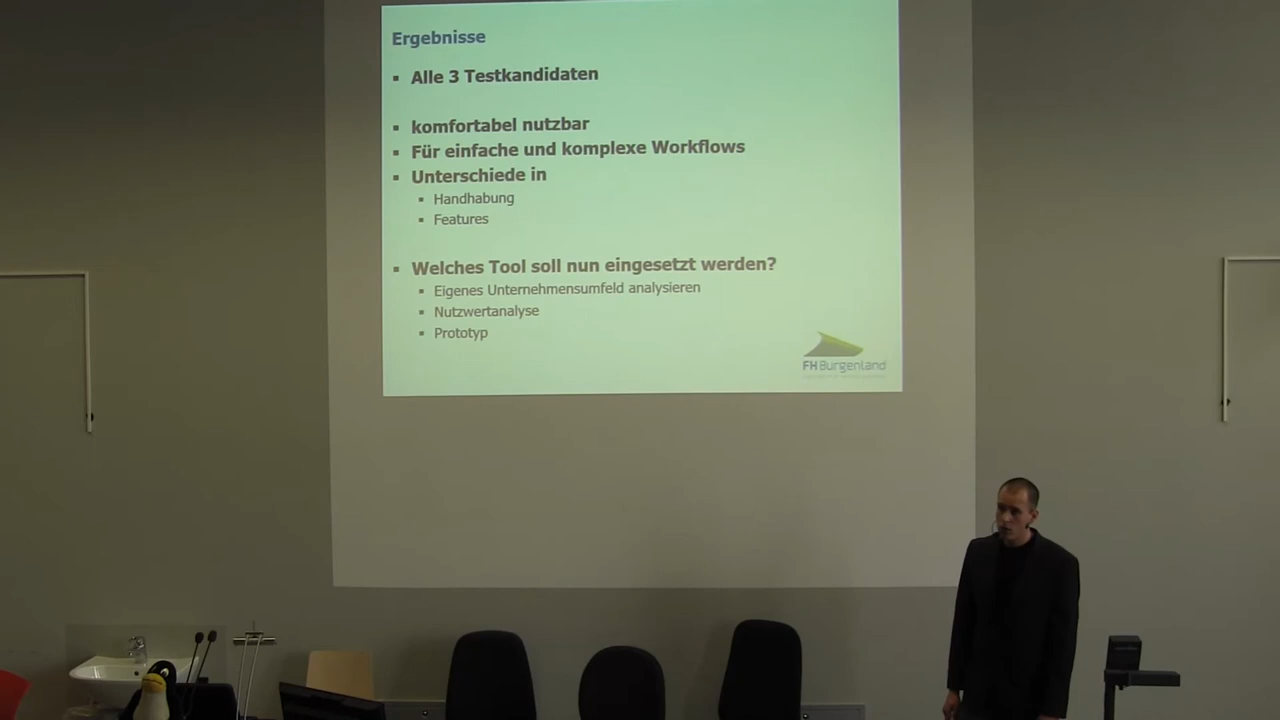 Ergebnisse
Alle 3 Testkandidaten
komfortabel nutzbar
Für einfache und komplexe Workflows
Unterschiede in
Handhabung
Features
Welches Tool soll nun eingesetzt werden?
Eigenes Unternehmensumfeld analysieren
Nutzwertanalyse
Prototyp
FH Burgenland